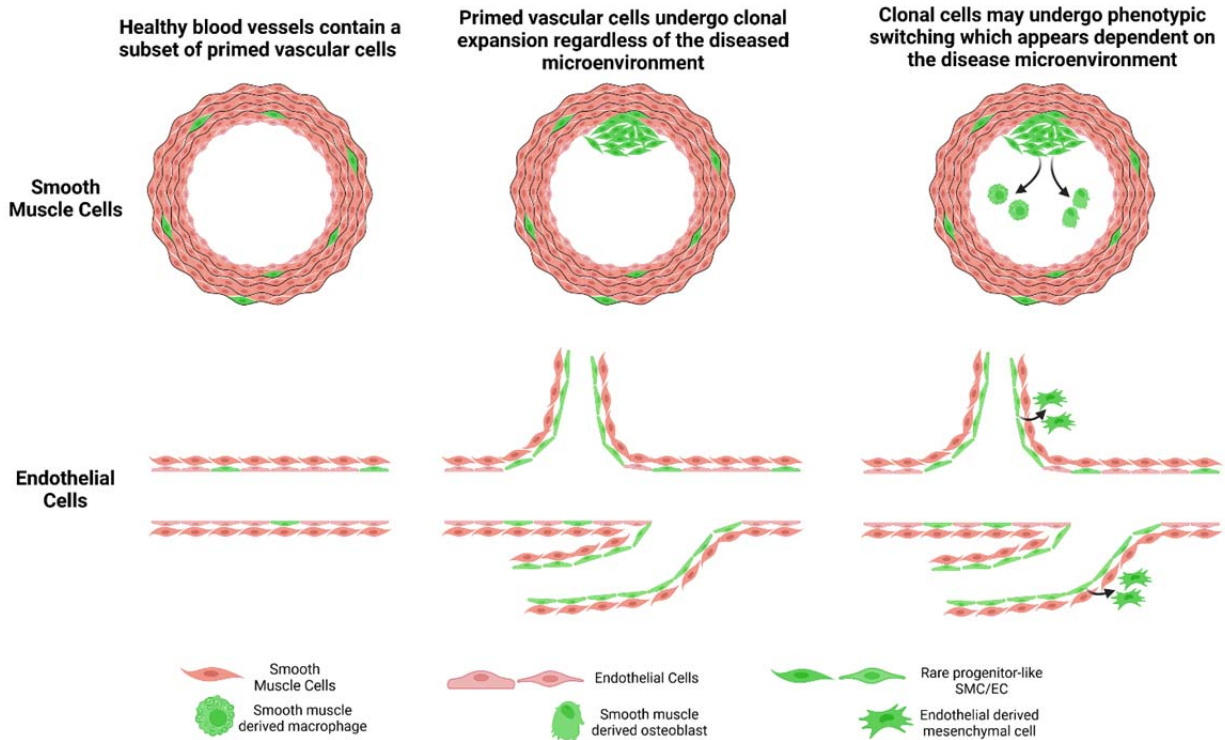 Healthy blood vessels contain a
subset of primed vascular cells
Primed vascular cells undergo clonal
expansion regardless of the diseased
microenvironment
Clonal cells may undergo phenotypic
switching which appears dependent on
the disease microenvironment
Smooth
Muscle Cells
Endothelial
Cells
Smooth
Muscle Cells
Endothelial Cells
Rare progenitor-like
SMC/EC
Smooth muscle
derived macrophage
Smooth muscle
derived osteoblast
Endothelial derived
mesenchymal cell